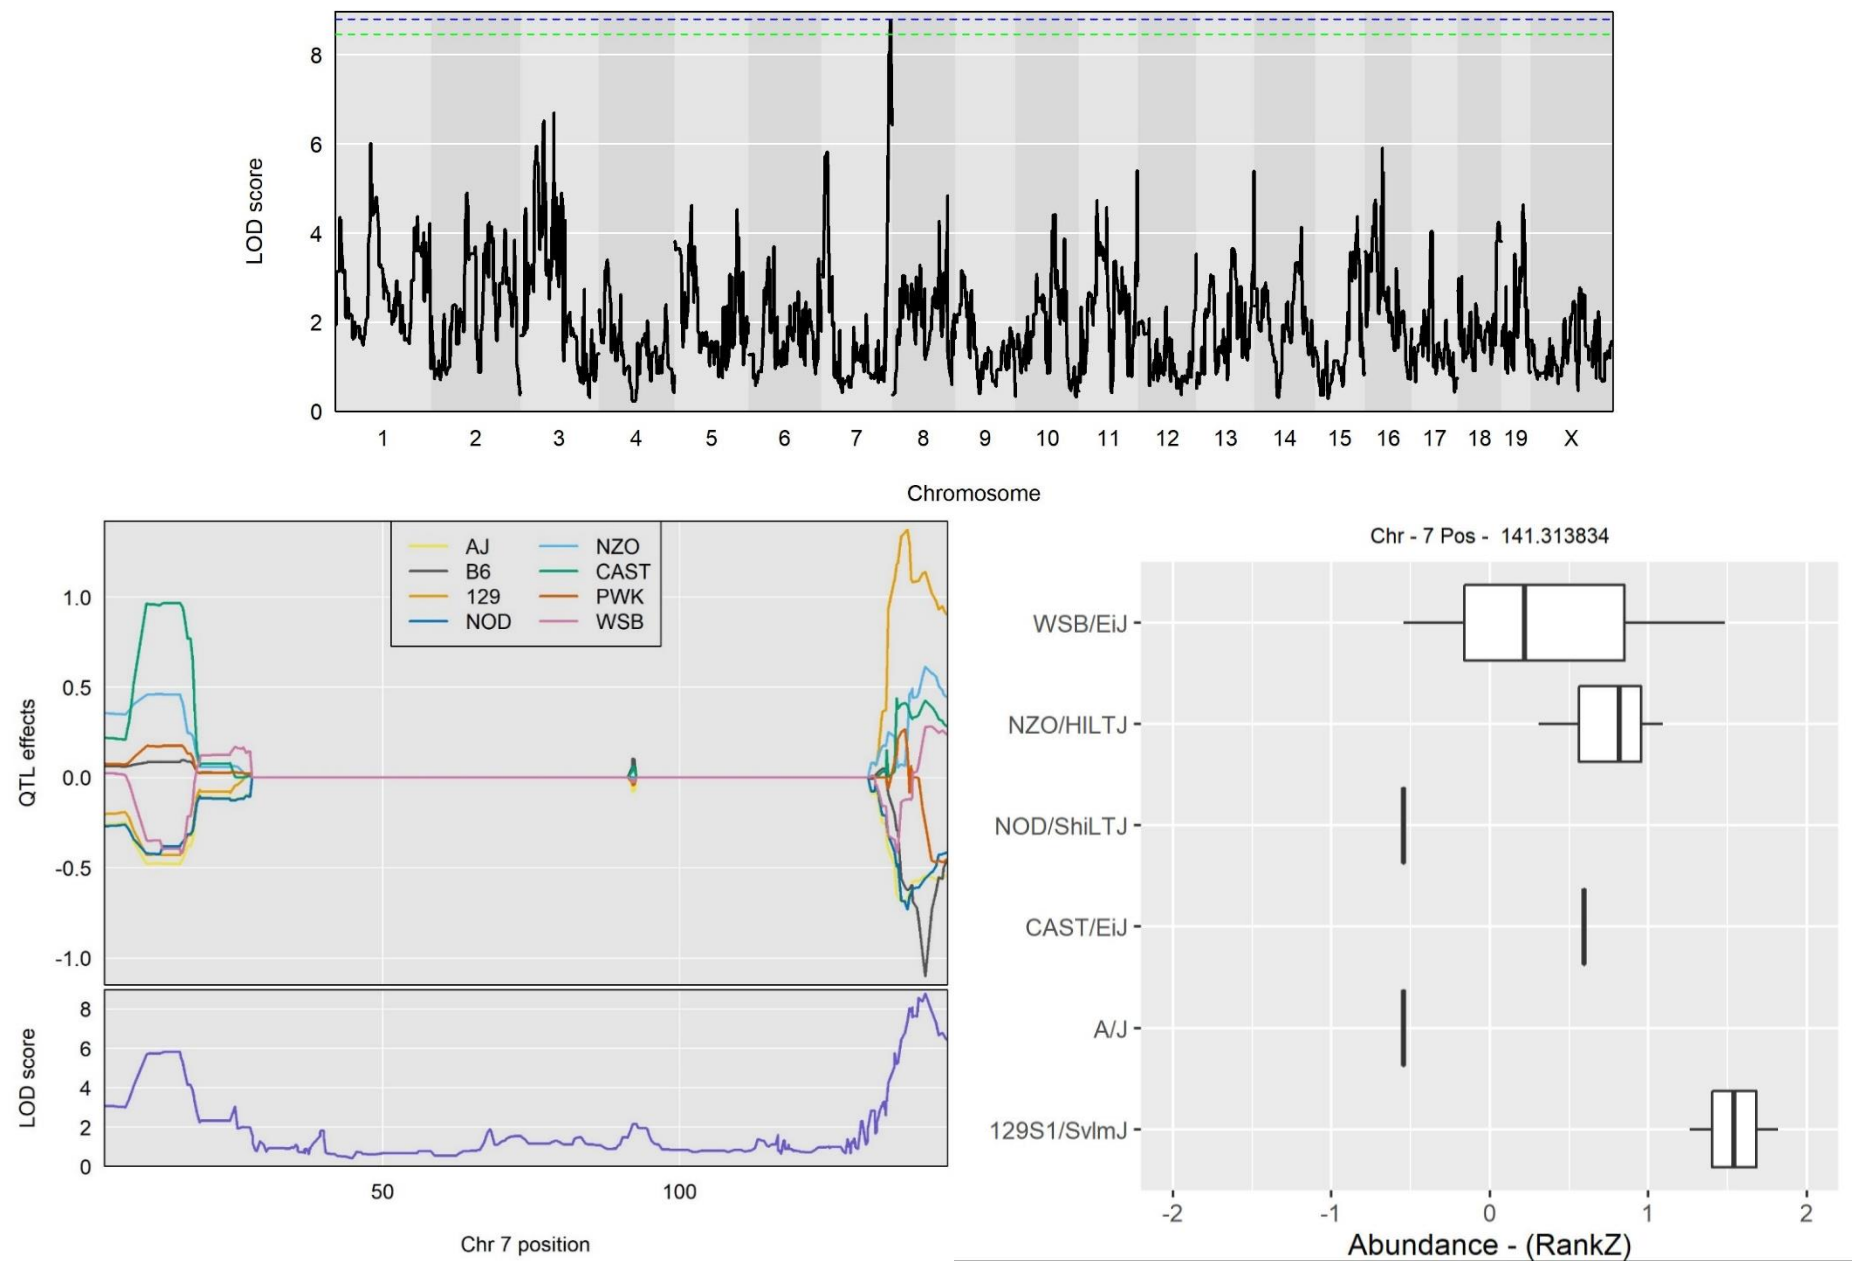 LOD score
8
6
4
2
0
1 2 3 4 5 6 7 8 9 10 11 12 13 14 15 16 17 18 19 X
Chromosome
QTL effects
1.0
0.5
0.0
-0.5
-1.0
AJ NZO
B6 CAST
129 PWK
NOD WSB
LOD score
8
6
4
2
0
50 100
Chr 7 position
Chr - 7 Pos - 141.313834
WSB/EiJ
NZO/HILTJ
NOD/ShiLTJ
CAST/EiJ
A/J
129S1/SvImJ
-2 -1 0 1 2
Abundance - (RankZ)